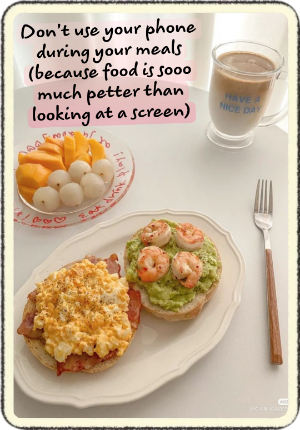 Don't use your phone
during your meals
(because food is sooo
much petter than
looking at a screen)
HAVE A
NICE DAY